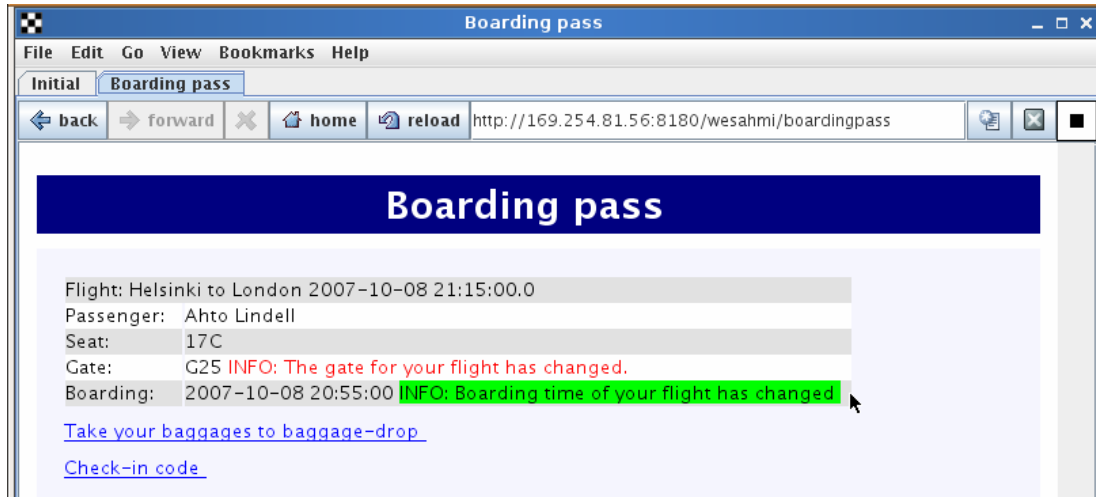 Boarding pass
File Edit Go View Bookmarks Help
Initial Boarding pass
back forward home reload http://169.254.81.56:8180/wesahmi/boardingpass
Boarding pass
Flight: Helsinki to London 2007-10-08 21:15:00.0
Passenger: Ahto Lindell
Seat: 17C
Gate: G25 INFO: The gate for your flight has changed.
Boarding: 2007-10-08 20:55:00 INFO: Boarding time of your flight has changed
Take your baggages to baggage-drop
Check-in code